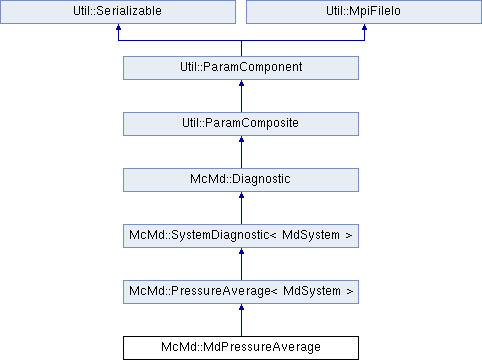 Util::Serializable
Util::MpiFileIo
Util::ParamComponent
Util::ParamComposite
McMd::Diagnostic
McMd::SystemDiagnostic< MdSystem >
McMd::PressureAverage< MdSystem >
McMd::MdPressureAverage